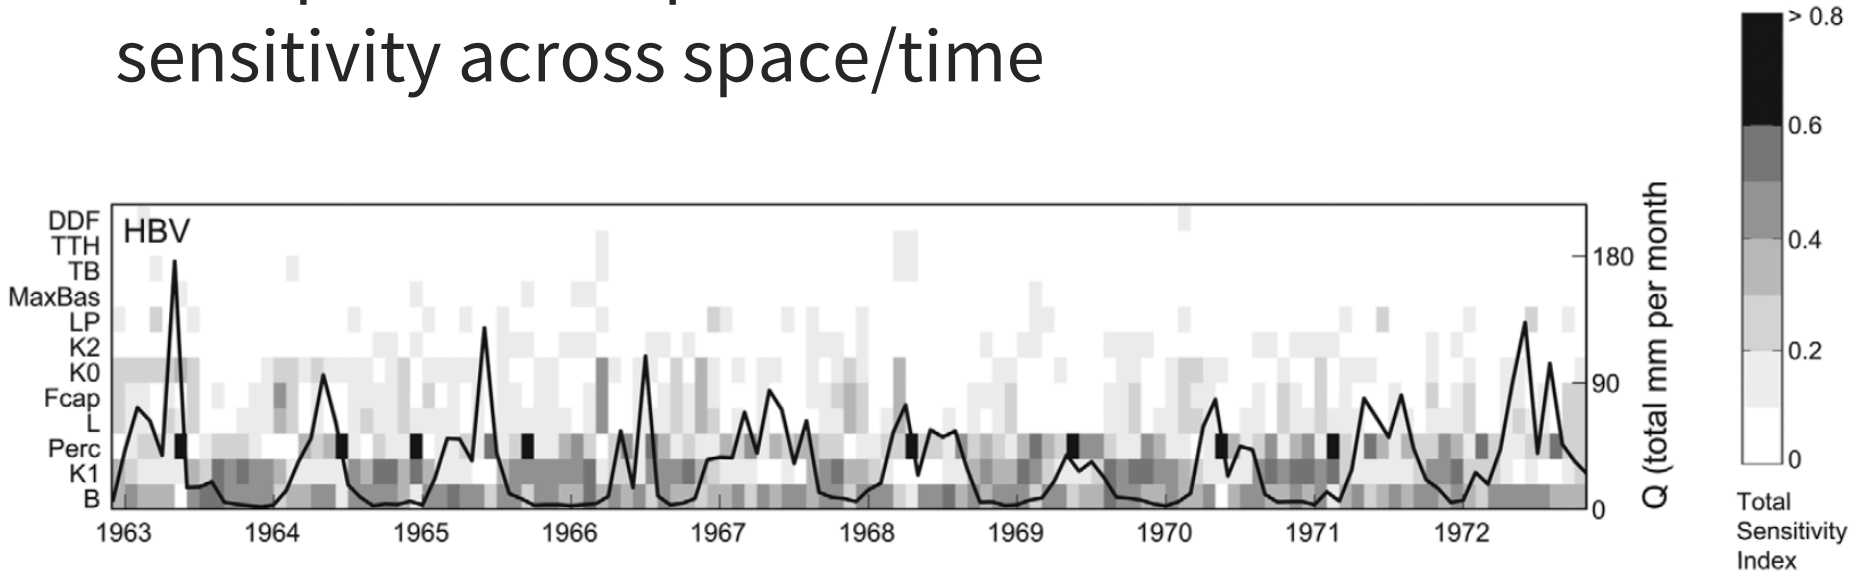 sensitivity across space/time
> 0.8
0.6
0.4
0.2
0
Total
Sensitivity
Index
HBV
DDF
TTH
TB
MaxBas
LP
K2
K0
Fcap
L
Perc
K1
B
180
90
0
Q (total mm per month)
1963 1964 1965 1966 1967 1968 1969 1970 1971 1972